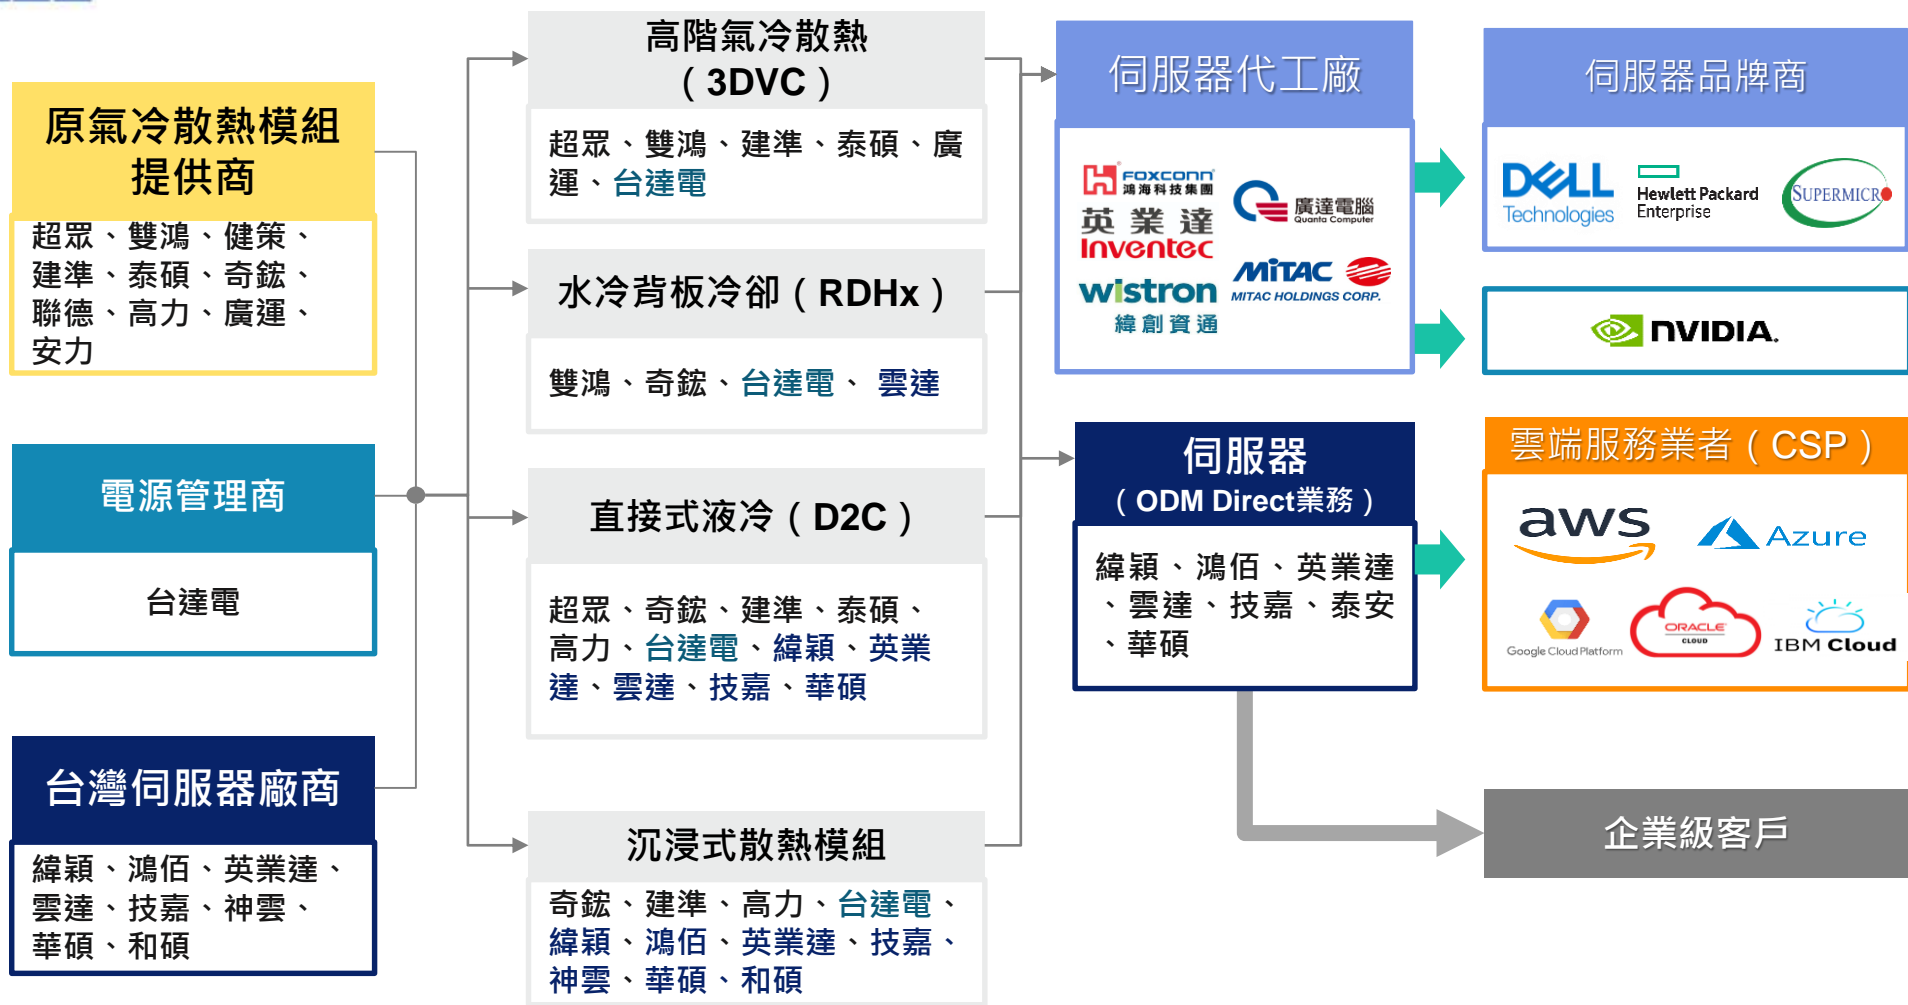 原氣冷散熱模組
提供商
超眾、雙鴻、健策、
建準、泰碩、奇鋐、
聯德、高力、廣運、
安力
電源管理商
台達電
台灣伺服器廠商
緯穎、鴻佰、英業達、
雲達、技嘉、神雲、
華碩、和碩
高階氣冷散熱
（3DVC）
超眾、雙鴻、建準、泰碩、廣
運、台達電
水冷背板冷卻（RDHx）
雙鴻、奇鋐、台達電、 雲達
直接式液冷（D2C）
超眾、奇鋐、建準、泰碩、
高力、台達電、緯穎、英業
達、雲達、技嘉、華碩
沉浸式散熱模組
奇鋐、建準、高力、台達電、
緯穎、鴻佰、英業達、技嘉、
神雲、華碩、和碩
伺服器代工廠
FOXCONN
鴻海科技集團
英業達
Inventec
wistron
緯創資通
廣達電腦
Quanta Computer
MiTAC
MITAC HOLDINGS CORP.
伺服器
（ODM Direct業務）
緯穎、鴻佰、英業達
、雲達、技嘉、泰安
、華碩
伺服器品牌商
DELL
Technologies
Hewlett Packard
Enterprise
SUPERMICRO
NVIDIA.
雲端服務業者（CSP）
aws
Azure
Google Cloud Platform
ORACLE
CLOUD
IBM Cloud
企業級客戶